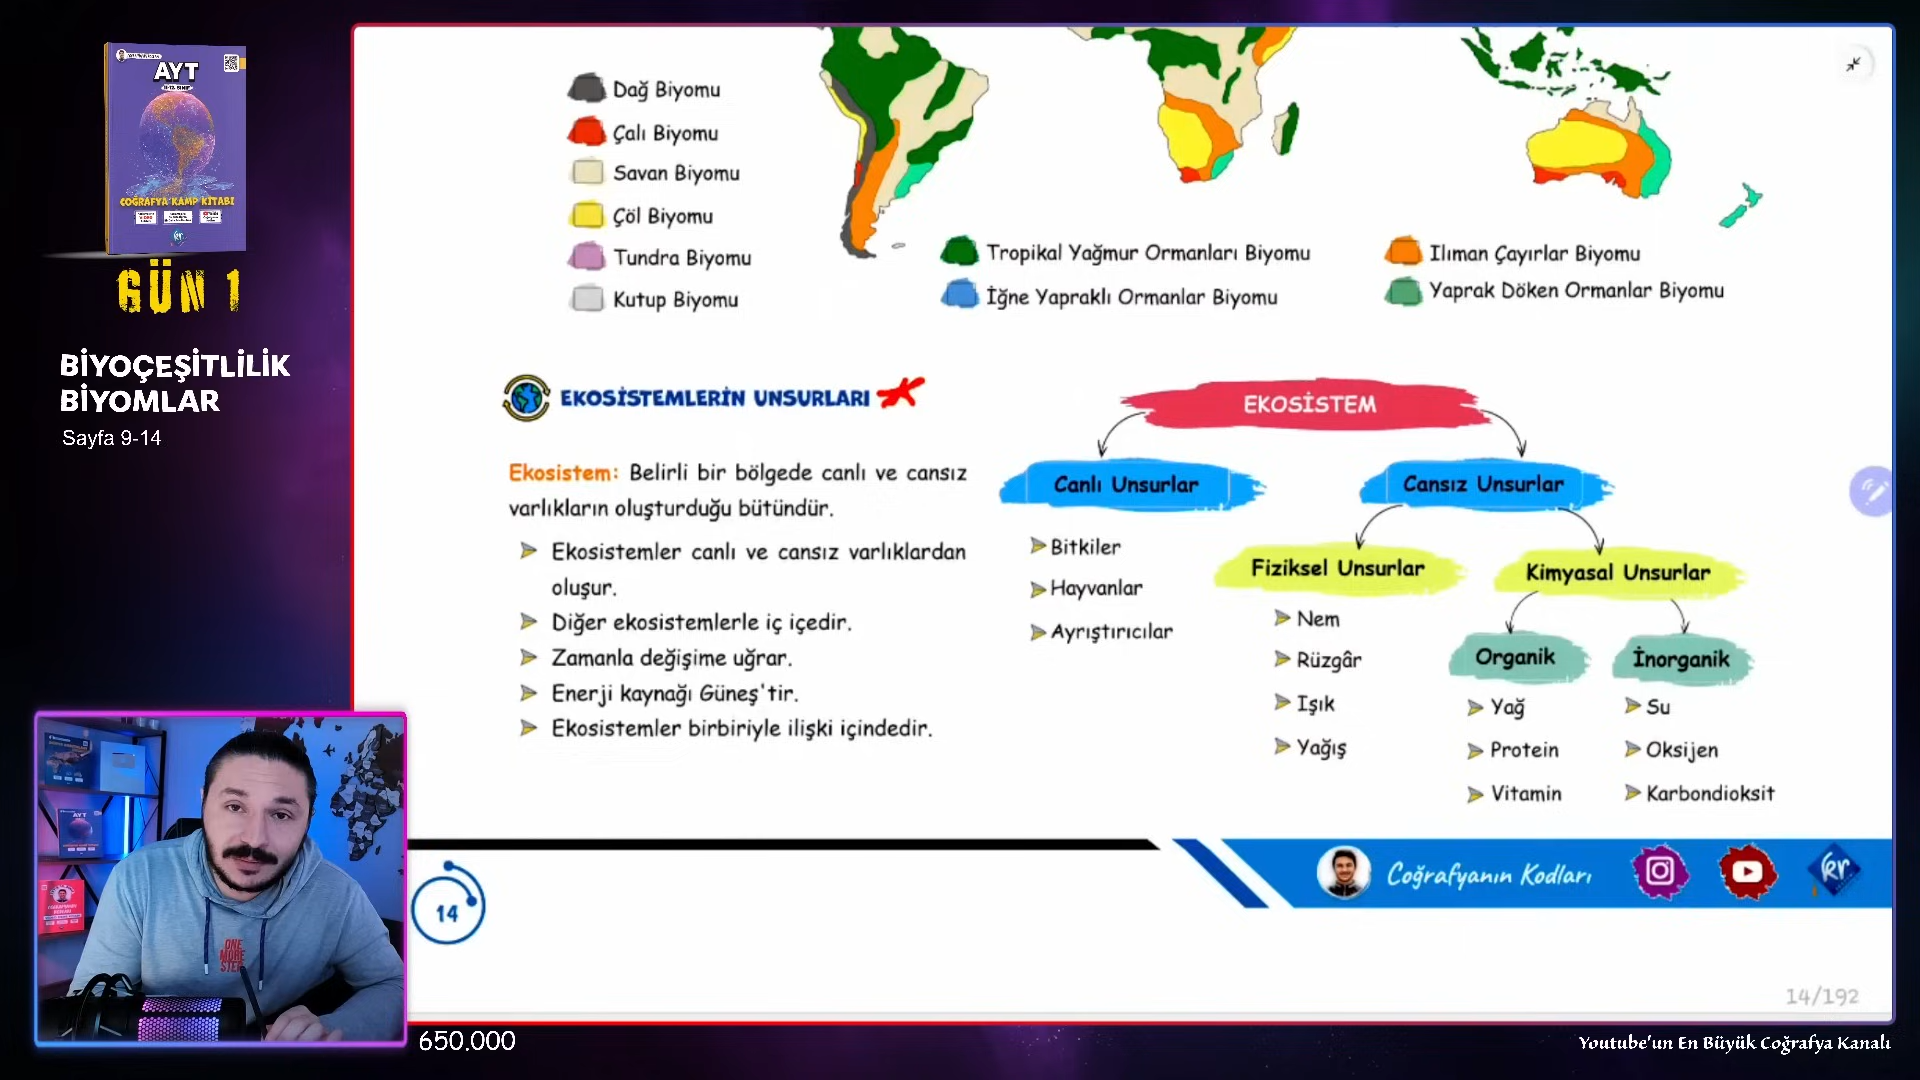 AYT
COĞRAFYA KAMP KİTABI
GÜN 1
BİYOÇEŞİTLİLİK
BİYOMLAR
Sayfa 9-14
Dağ Biyomu
Çalı Biyomu
Savan Biyomu
Çöl Biyomu
Tundra Biyomu
Kutup Biyomu
Tropikal Yağmur Ormanları Biyomu
İğne Yapraklı Ormanlar Biyomu
Ilıman Çayırlar Biyomu
Yaprak Döken Ormanlar Biyomu
EKOSİSTEMLERİN UNSURLARI
Ekosistem: Belirli bir bölgede canlı ve cansız
varlıkların oluşturduğu bütündür.
Ekosistemler canlı ve cansız varlıklardan
oluşur.
Diğer ekosistemlerle iç içedir.
Zamanla değişime uğrar.
Enerji kaynağı Güneş'tir.
Ekosistemler birbiriyle ilişki içindedir.
EKOSİSTEM
Canlı Unsurlar
Bitkiler
Hayvanlar
Ayrıştırıcılar
Cansız Unsurlar
Fiziksel Unsurlar
Nem
Rüzgâr
Işık
Yağış
Kimyasal Unsurlar
Organik
Yağ
Protein
Vitamin
İnorganik
Su
Oksijen
Karbondioksit
14
Coğrafyanın Kodları
14/192
ONE
MORE
STEP
650.000
Youtube'un En Büyük Coğrafya Kanalı